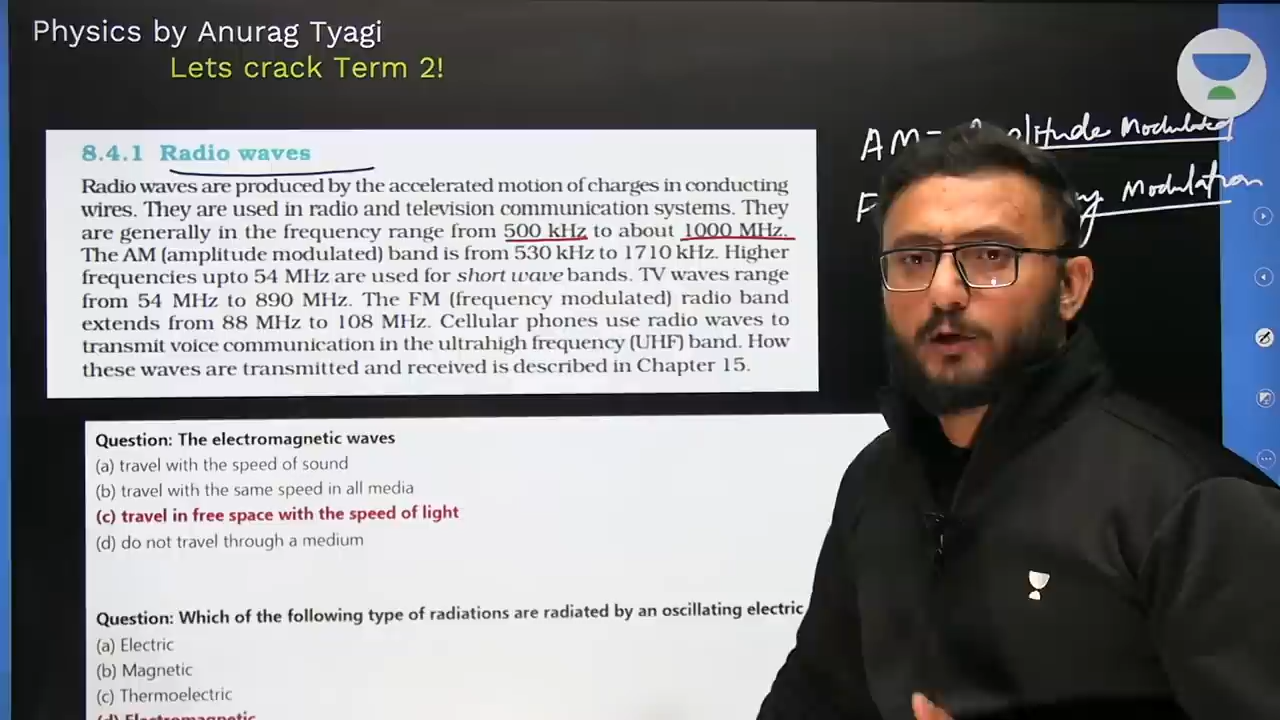 Physics by Anurag Tyagi
Lets crack Term 2!
AM - Amplitude Modulated
Modulation
8.4.1 Radio waves
Radio waves are produced by the accelerated motion of charges in conducting
wires. They are used in radio and television communication systems. They
are generally in the frequency range from 500 kHz to about 1000 MHz.
The AM (amplitude modulated) band is from 530 kHz to 1710 kHz. Higher
frequencies upto 54 MHz are used for short wave bands. TV waves range
from 54 MHz to 890 MHz. The FM (frequency modulated) radio band
extends from 88 MHz to 108 MHz. Cellular phones use radio waves to
transmit voice communication in the ultrahigh frequency (UHF) band. How
these waves are transmitted and received is described in Chapter 15.
Question: The electromagnetic waves
(a) travel with the speed of sound
(b) travel with the same speed in all media
(c) travel in free space with the speed of light
(d) do not travel through a medium
Question: Which of the following type of radiations are radiated by an oscillating electric
(a) Electric
(b) Magnetic
(c) Thermoelectric
(d) Electromagnetic